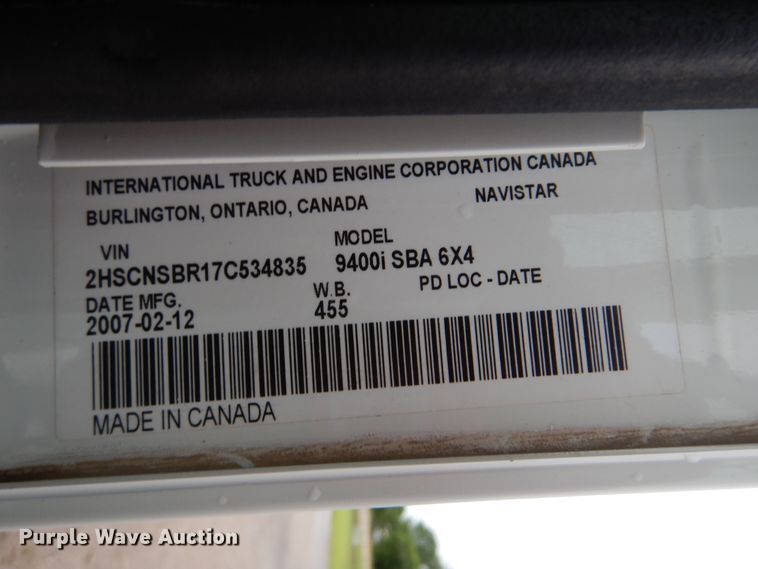 INTERNATIONAL TRUCK AND ENGINE CORPORATION CANADA
BURLINGTON, ONTARIO, CANADA NAVISTAR
VIN MODEL
2HSCNSBR17C534835 9400i SBA 6X4
DATE MFG. W.B. PD LOC - DATE
2007-02-12 455
MADE IN CANADA
Purple Wave Auction